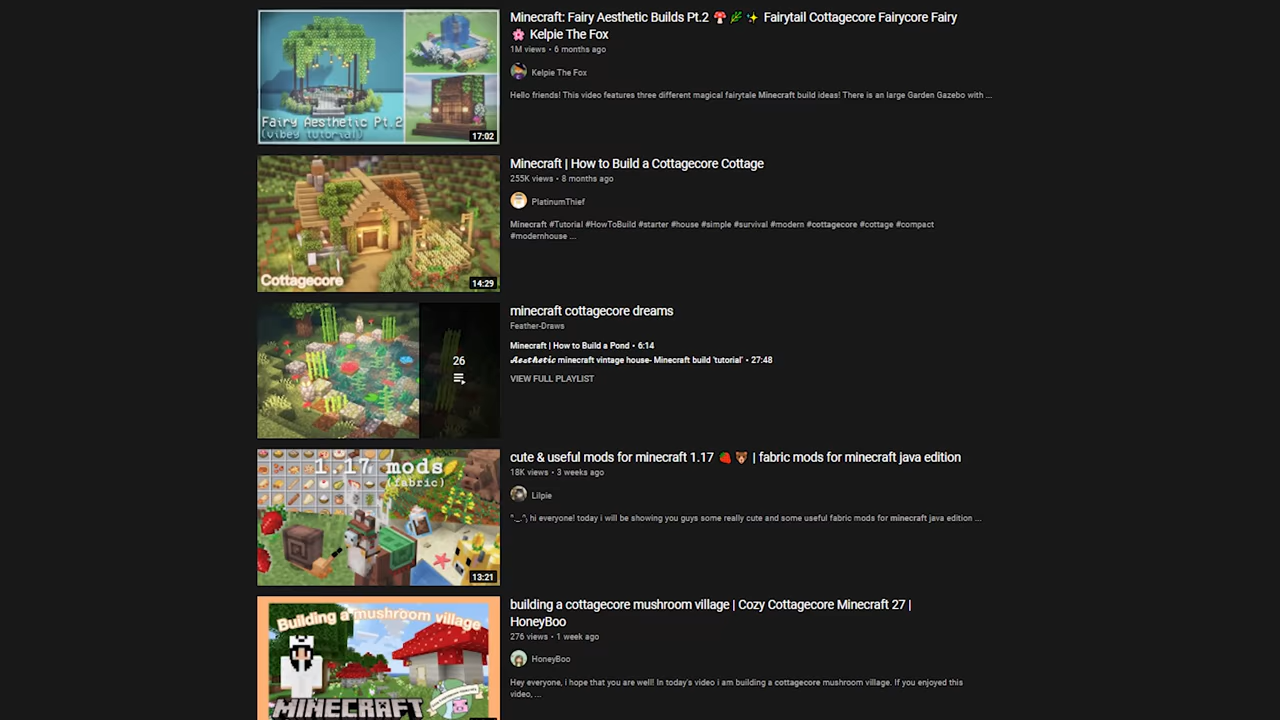 Minecraft: Fairy Aesthetic Builds Pt.2 🍄 🌿 ✨ Fairytail Cottagecore Fairycore Fairy
🌸 Kelpie The Fox
1M views • 6 months ago
Kelpie The Fox
Hello friends! This video features three different magical fairytale Minecraft build ideas! There is an large Garden Gazebo with ...
Fairy Aesthetic Pt.2
(vibey tutorial)
17:02
Minecraft | How to Build a Cottagecore Cottage
255K views • 8 months ago
PlatinumThief
Minecraft #Tutorial #HowToBuild #starter #house #simple #survival #modern #cottagecore #cottage #compact
#modernhouse ...
Cottagecore
14:29
minecraft cottagecore dreams
Feather-Draws
Minecraft | How to Build a Pond • 6:14
𝓐𝓮𝓼𝓽𝓱𝓮𝓽𝓲𝓬 minecraft vintage house- Minecraft build 'tutorial' • 27:48
VIEW FULL PLAYLIST
26
cute & useful mods for minecraft 1.17 🍓 🐻 | fabric mods for minecraft java edition
18K views • 3 weeks ago
Lilpie
hi everyone! today i will be showing you guys some really cute and some useful fabric mods for minecraft java edition ...
1.17 mods
(fabric)
13:21
building a cottagecore mushroom village | Cozy Cottagecore Minecraft 27 |
HoneyBoo
276 views • 1 week ago
HoneyBoo
Hey everyone, i hope that you are well! In today's video i am building a cottagecore mushroom village. If you enjoyed this
video, ...
Building a mushroom village
MINECRAFT